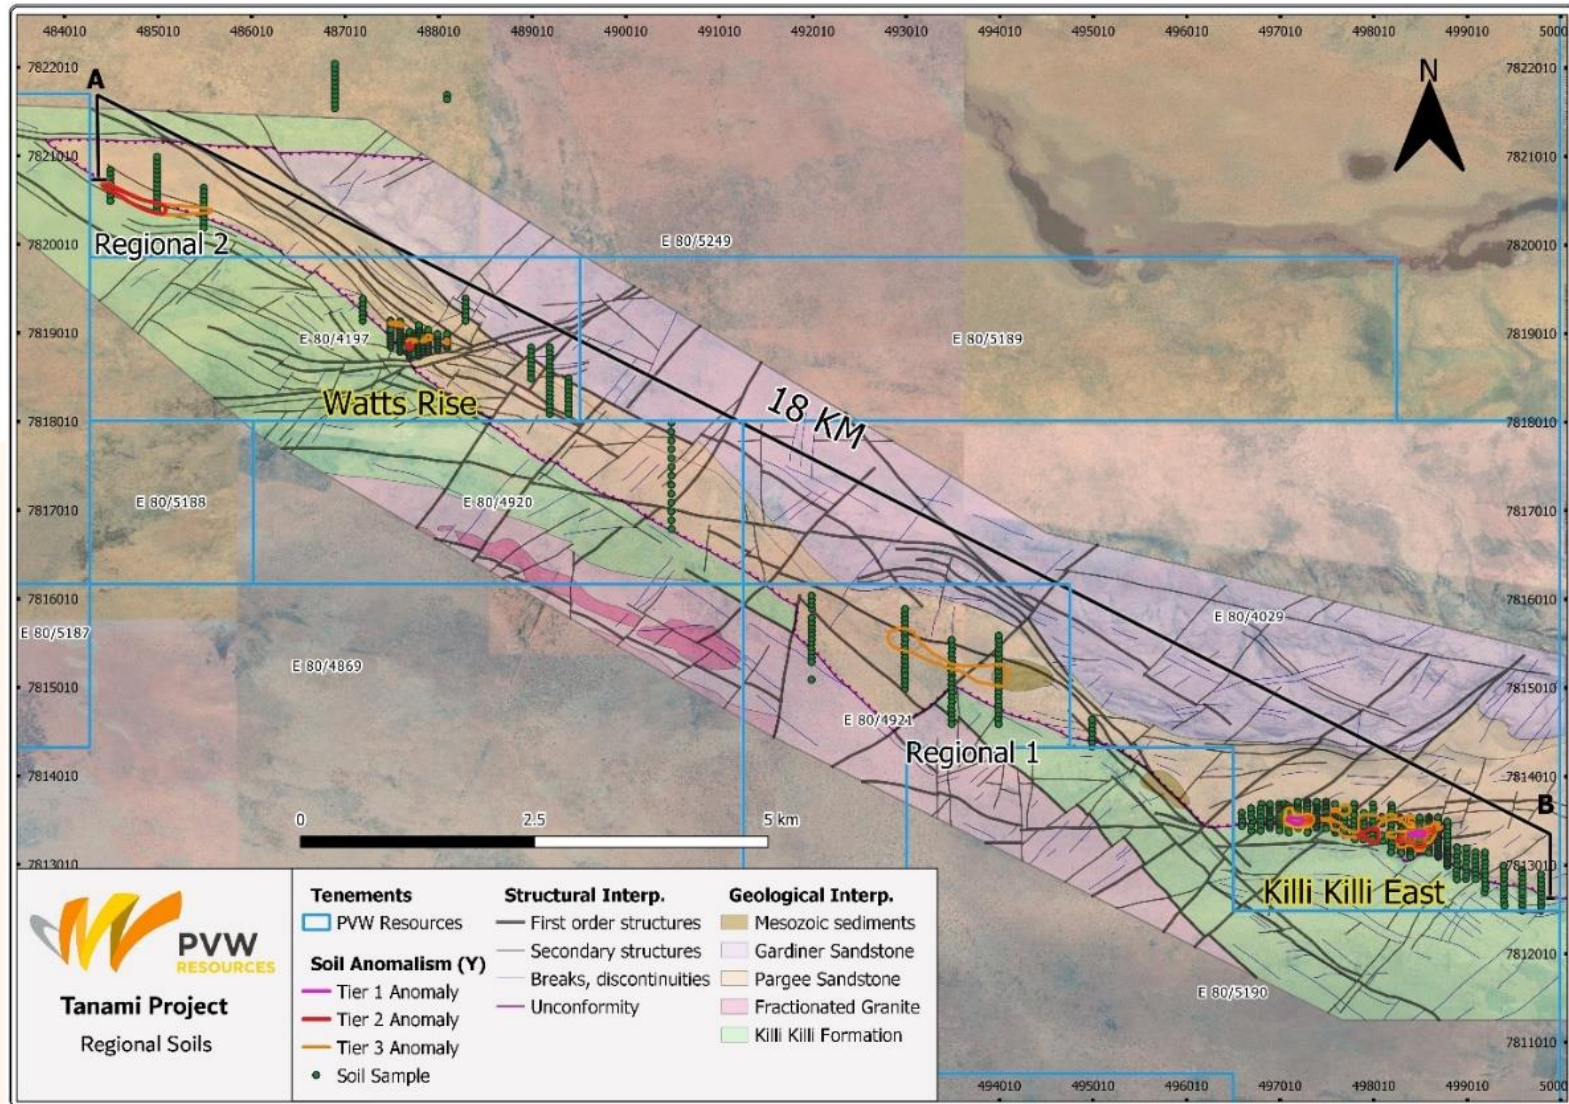 484010 485010 486010 487010 488010 489010 490010 491010 492010 493010 494010 495010 496010 497010 498010 499010 5000
7822010 7822010
A
N
7821010 7821010
7820010 Regional 2 E 80/5249 7820010
7819010 E 80/4197 E 80/5189 7819010
Watts Rise
18 KM
7818010 7818010
7817010 E 80/5188 E 80/4920 7817010
7816010 7816010
E 80/5187 E 80/4029
E 80/4869
7815010 7815010
E 80/4921
Regional 1
7814010 7814010
B
0 2.5 5 km
7813010 7813010
Killi Killi East
7812010
E 80/5190
7811010
494010 495010 496010 497010 498010 499010 5000
PVW
RESOURCES
Tanami Project
Regional Soils
Tenements
PVW Resources
Soil Anomalism (Y)
Tier 1 Anomaly
Tier 2 Anomaly
Tier 3 Anomaly
Soil Sample
Structural Interp.
First order structures
Secondary structures
Breaks, discontinuities
Unconformity
Geological Interp.
Mesozoic sediments
Gardiner Sandstone
Pargee Sandstone
Fractionated Granite
Killi Killi Formation